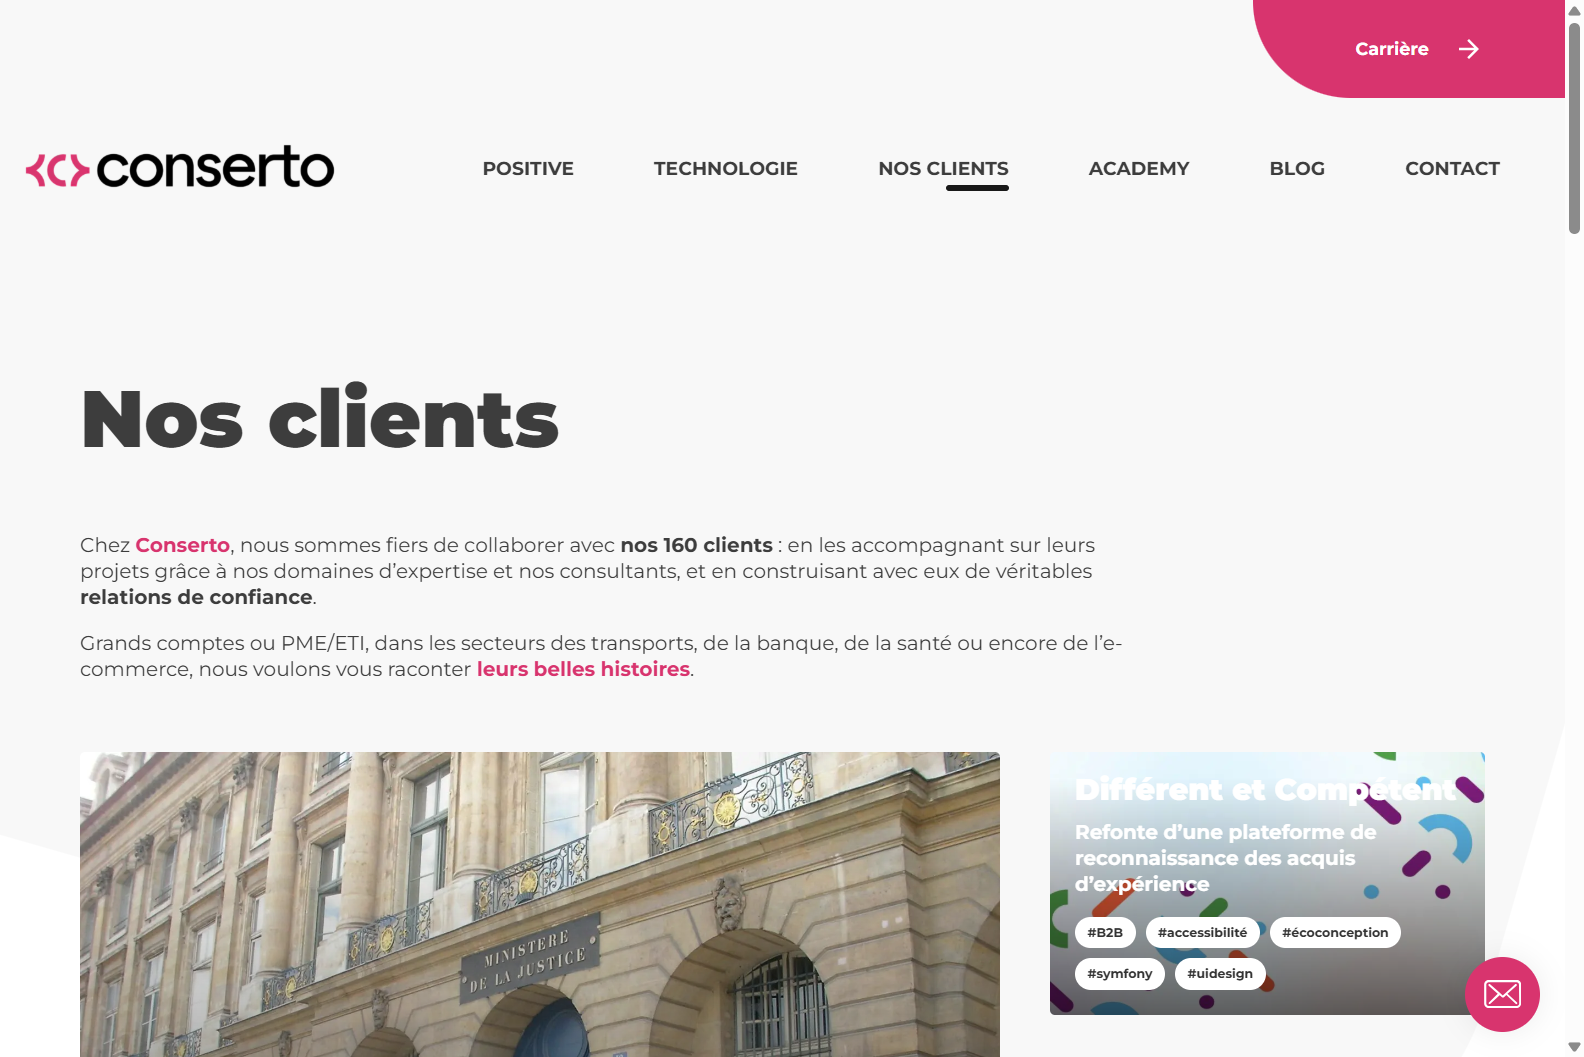 Carrière
conserto
POSITIVE
TECHNOLOGIE
NOS CLIENTS
ACADEMY
BLOG
CONTACT
Nos clients
Chez Conserto, nous sommes fiers de collaborer avec nos 160 clients : en les accompagnant sur leurs
projets grâce à nos domaines d’expertise et nos consultants, et en construisant avec eux de véritables
relations de confiance.
Grands comptes ou PME/ETI, dans les secteurs des transports, de la banque, de la santé ou encore de l’e-
commerce, nous voulons vous raconter leurs belles histoires.
MINISTÈRE
DE LA JUSTICE
Différent et Compétent
Refonte d’une plateforme de
reconnaissance des acquis
d’expérience
#B2B
#accessibilité
#écoconception
#symfony
#uidesign